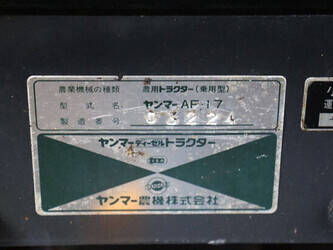 農業機械の種類 農用トラクター(乗用型)
型式名 ヤンマー AF-17
製造番号
ヤンマーディーゼルトラクター
ヤンマー農機株式会社